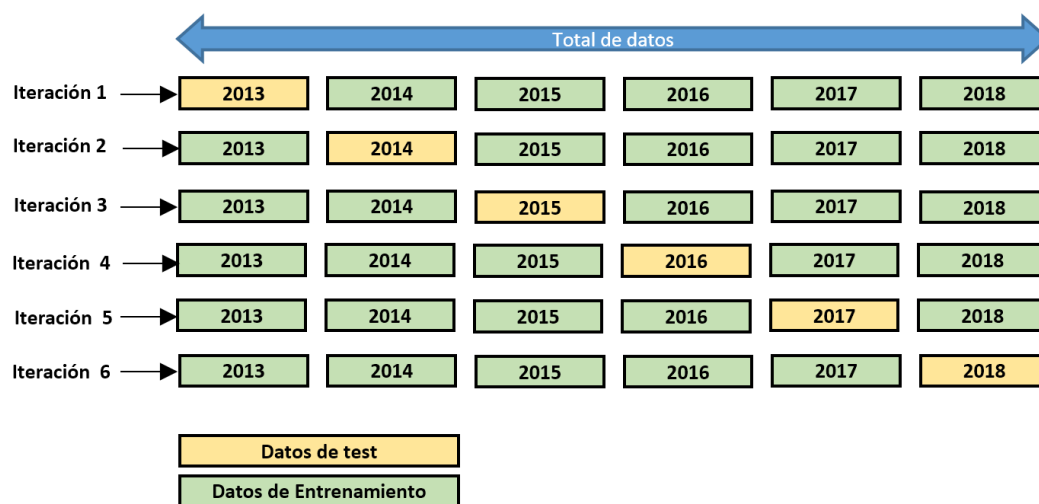 Total de datos
Iteración 1 2013 2014 2015 2016 2017 2018
Iteración 2 2013 2014 2015 2016 2017 2018
Iteración 3 2013 2014 2015 2016 2017 2018
Iteración 4 2013 2014 2015 2016 2017 2018
Iteración 5 2013 2014 2015 2016 2017 2018
Iteración 6 2013 2014 2015 2016 2017 2018
Datos de test
Datos de Entrenamiento